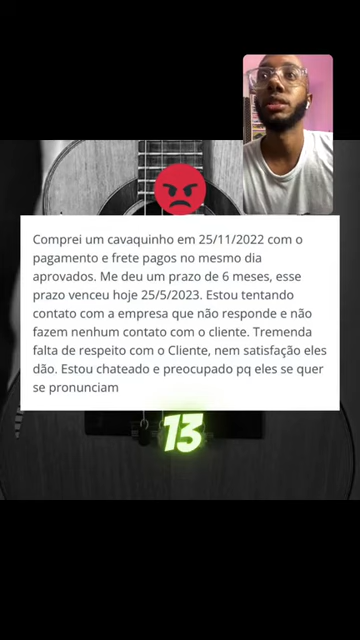 Comprei um cavaquinho em 25/11/2022 com o
pagamento e frete pagos no mesmo dia
aprovados. Me deu um prazo de 6 meses, esse
prazo venceu hoje 25/5/2023. Estou tentando
contato com a empresa que não responde e não
fazem nenhum contato com o cliente. Tremenda
falta de respeito com o Cliente, nem satisfação eles
dão. Estou chateado e preocupado pq eles se quer
se pronunciam
13